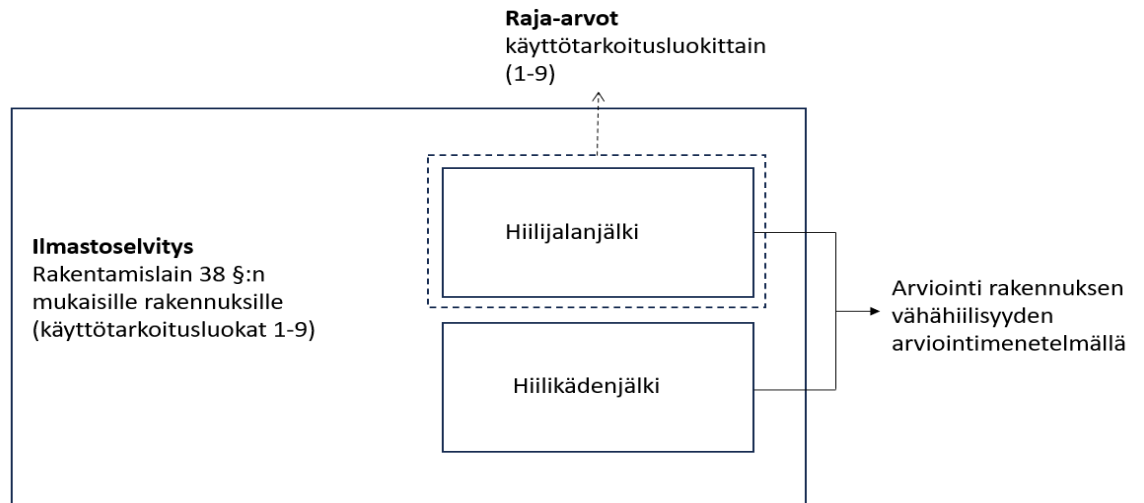 Raja-arvot
käyttötarkoitusluokittain
(1-9)
Ilmastoselvitys
Rakentamislain 38 §:n
mukaisille rakennuksille
(käyttötarkoitusluokat 1-9)
Hiilijalanjälki
Hiilikädenjälki
Arviointi rakennuksen
vähähiilisyyden
arviointimenetelmällä